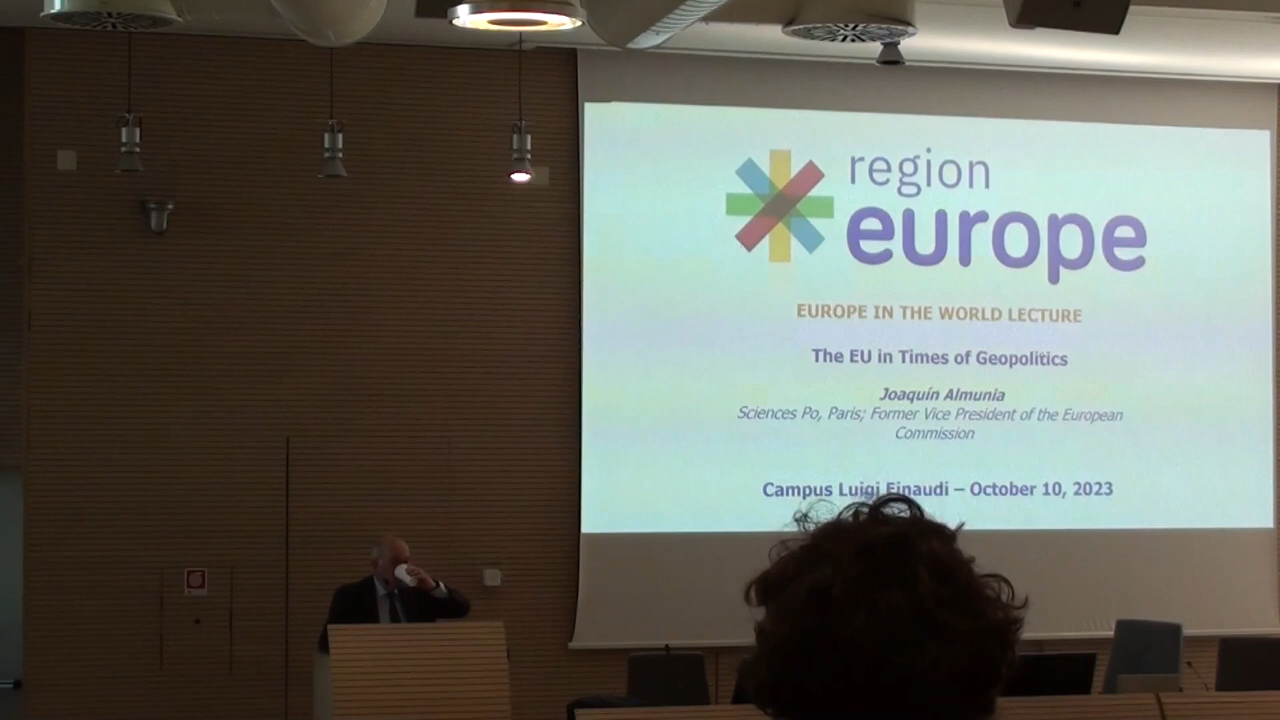 region
europe
EUROPE IN THE WORLD LECTURE
The EU in Times of Geopolitics
Joaquín Almunia
Sciences Po, Paris; Former Vice President of the European
Commission
Campus Luigi Einaudi – October 10, 2023